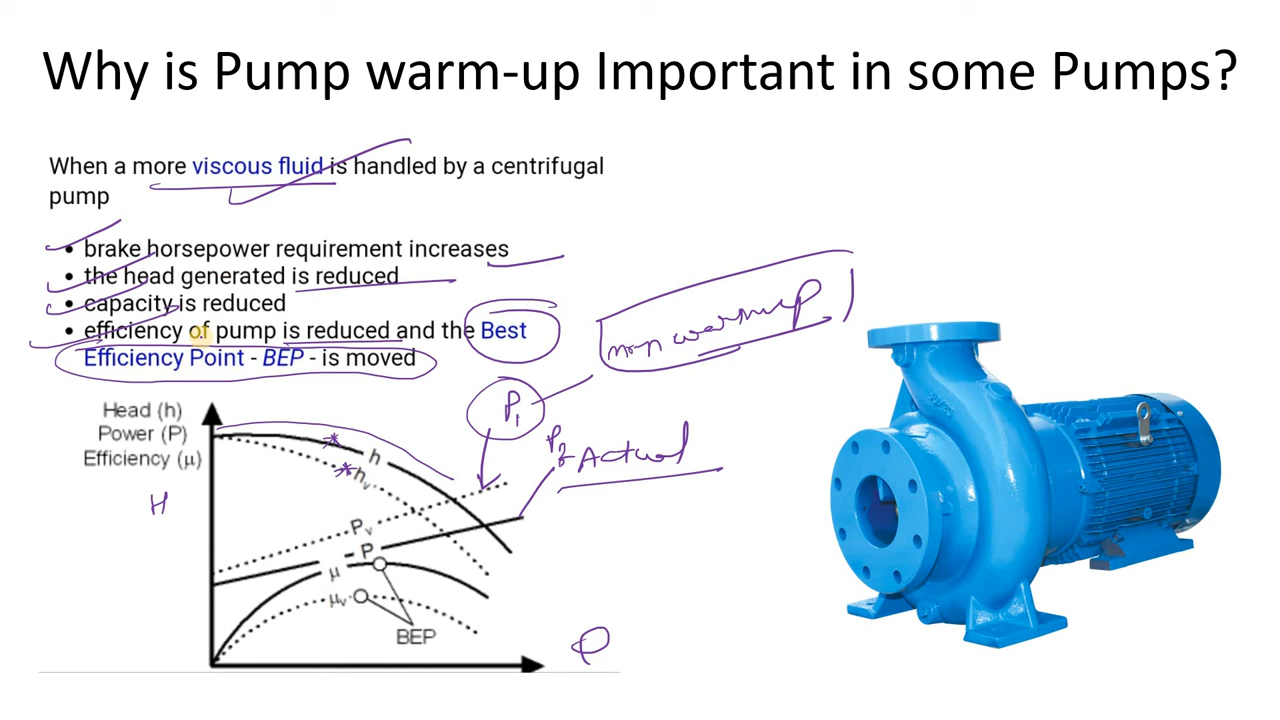 Why is Pump warm-up Important in some Pumps?
When a more viscous fluid is handled by a centrifugal
pump
• brake horsepower requirement increases
• the head generated is reduced
• capacity is reduced
• efficiency of pump is reduced and the Best
Efficiency Point - BEP - is moved
non warmup
P1
P2 Actual
Head (h)
Power (P)
Efficiency (μ)
H
h
hv
Pv
P
μ
μv
BEP
Q